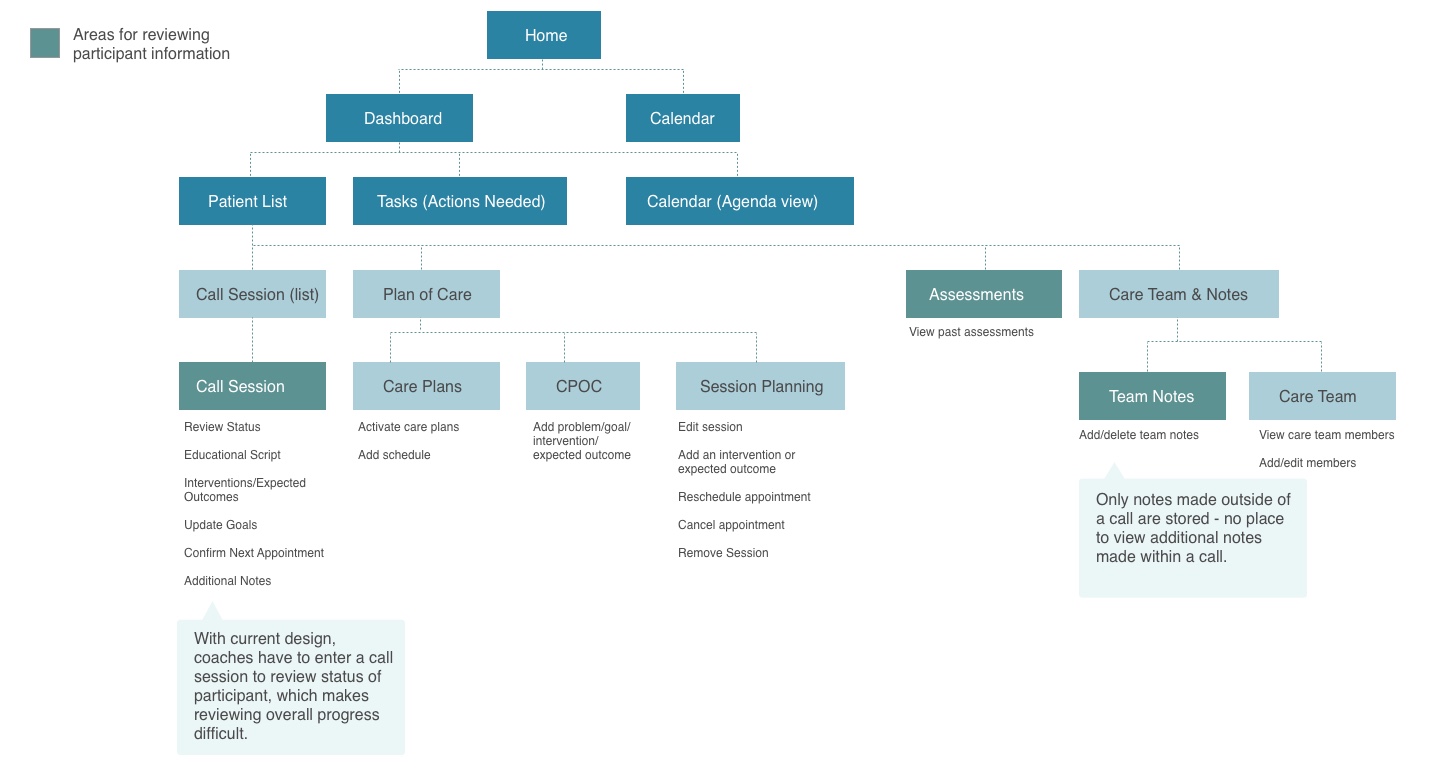 Areas for reviewing
participant information
Home
Dashboard
Calendar
Patient List
Tasks (Actions Needed)
Calendar (Agenda view)
Call Session (list)
Plan of Care
Assessments
Care Team & Notes
View past assessments
Call Session
Care Plans
CPOC
Session Planning
Team Notes
Care Team
Review Status
Educational Script
Interventions/Expected
Outcomes
Update Goals
Confirm Next Appointment
Additional Notes
Activate care plans
Add schedule
Add problem/goal/
intervention/
expected outcome
Edit session
Add an intervention or
expected outcome
Reschedule appointment
Cancel appointment
Remove Session
Add/delete team notes
View care team members
Add/edit members
Only notes made outside of
a call are stored - no place
to view additional notes
made within a call.
With current design,
coaches have to enter a call
session to review status of
participant, which makes
reviewing overall progress
difficult.